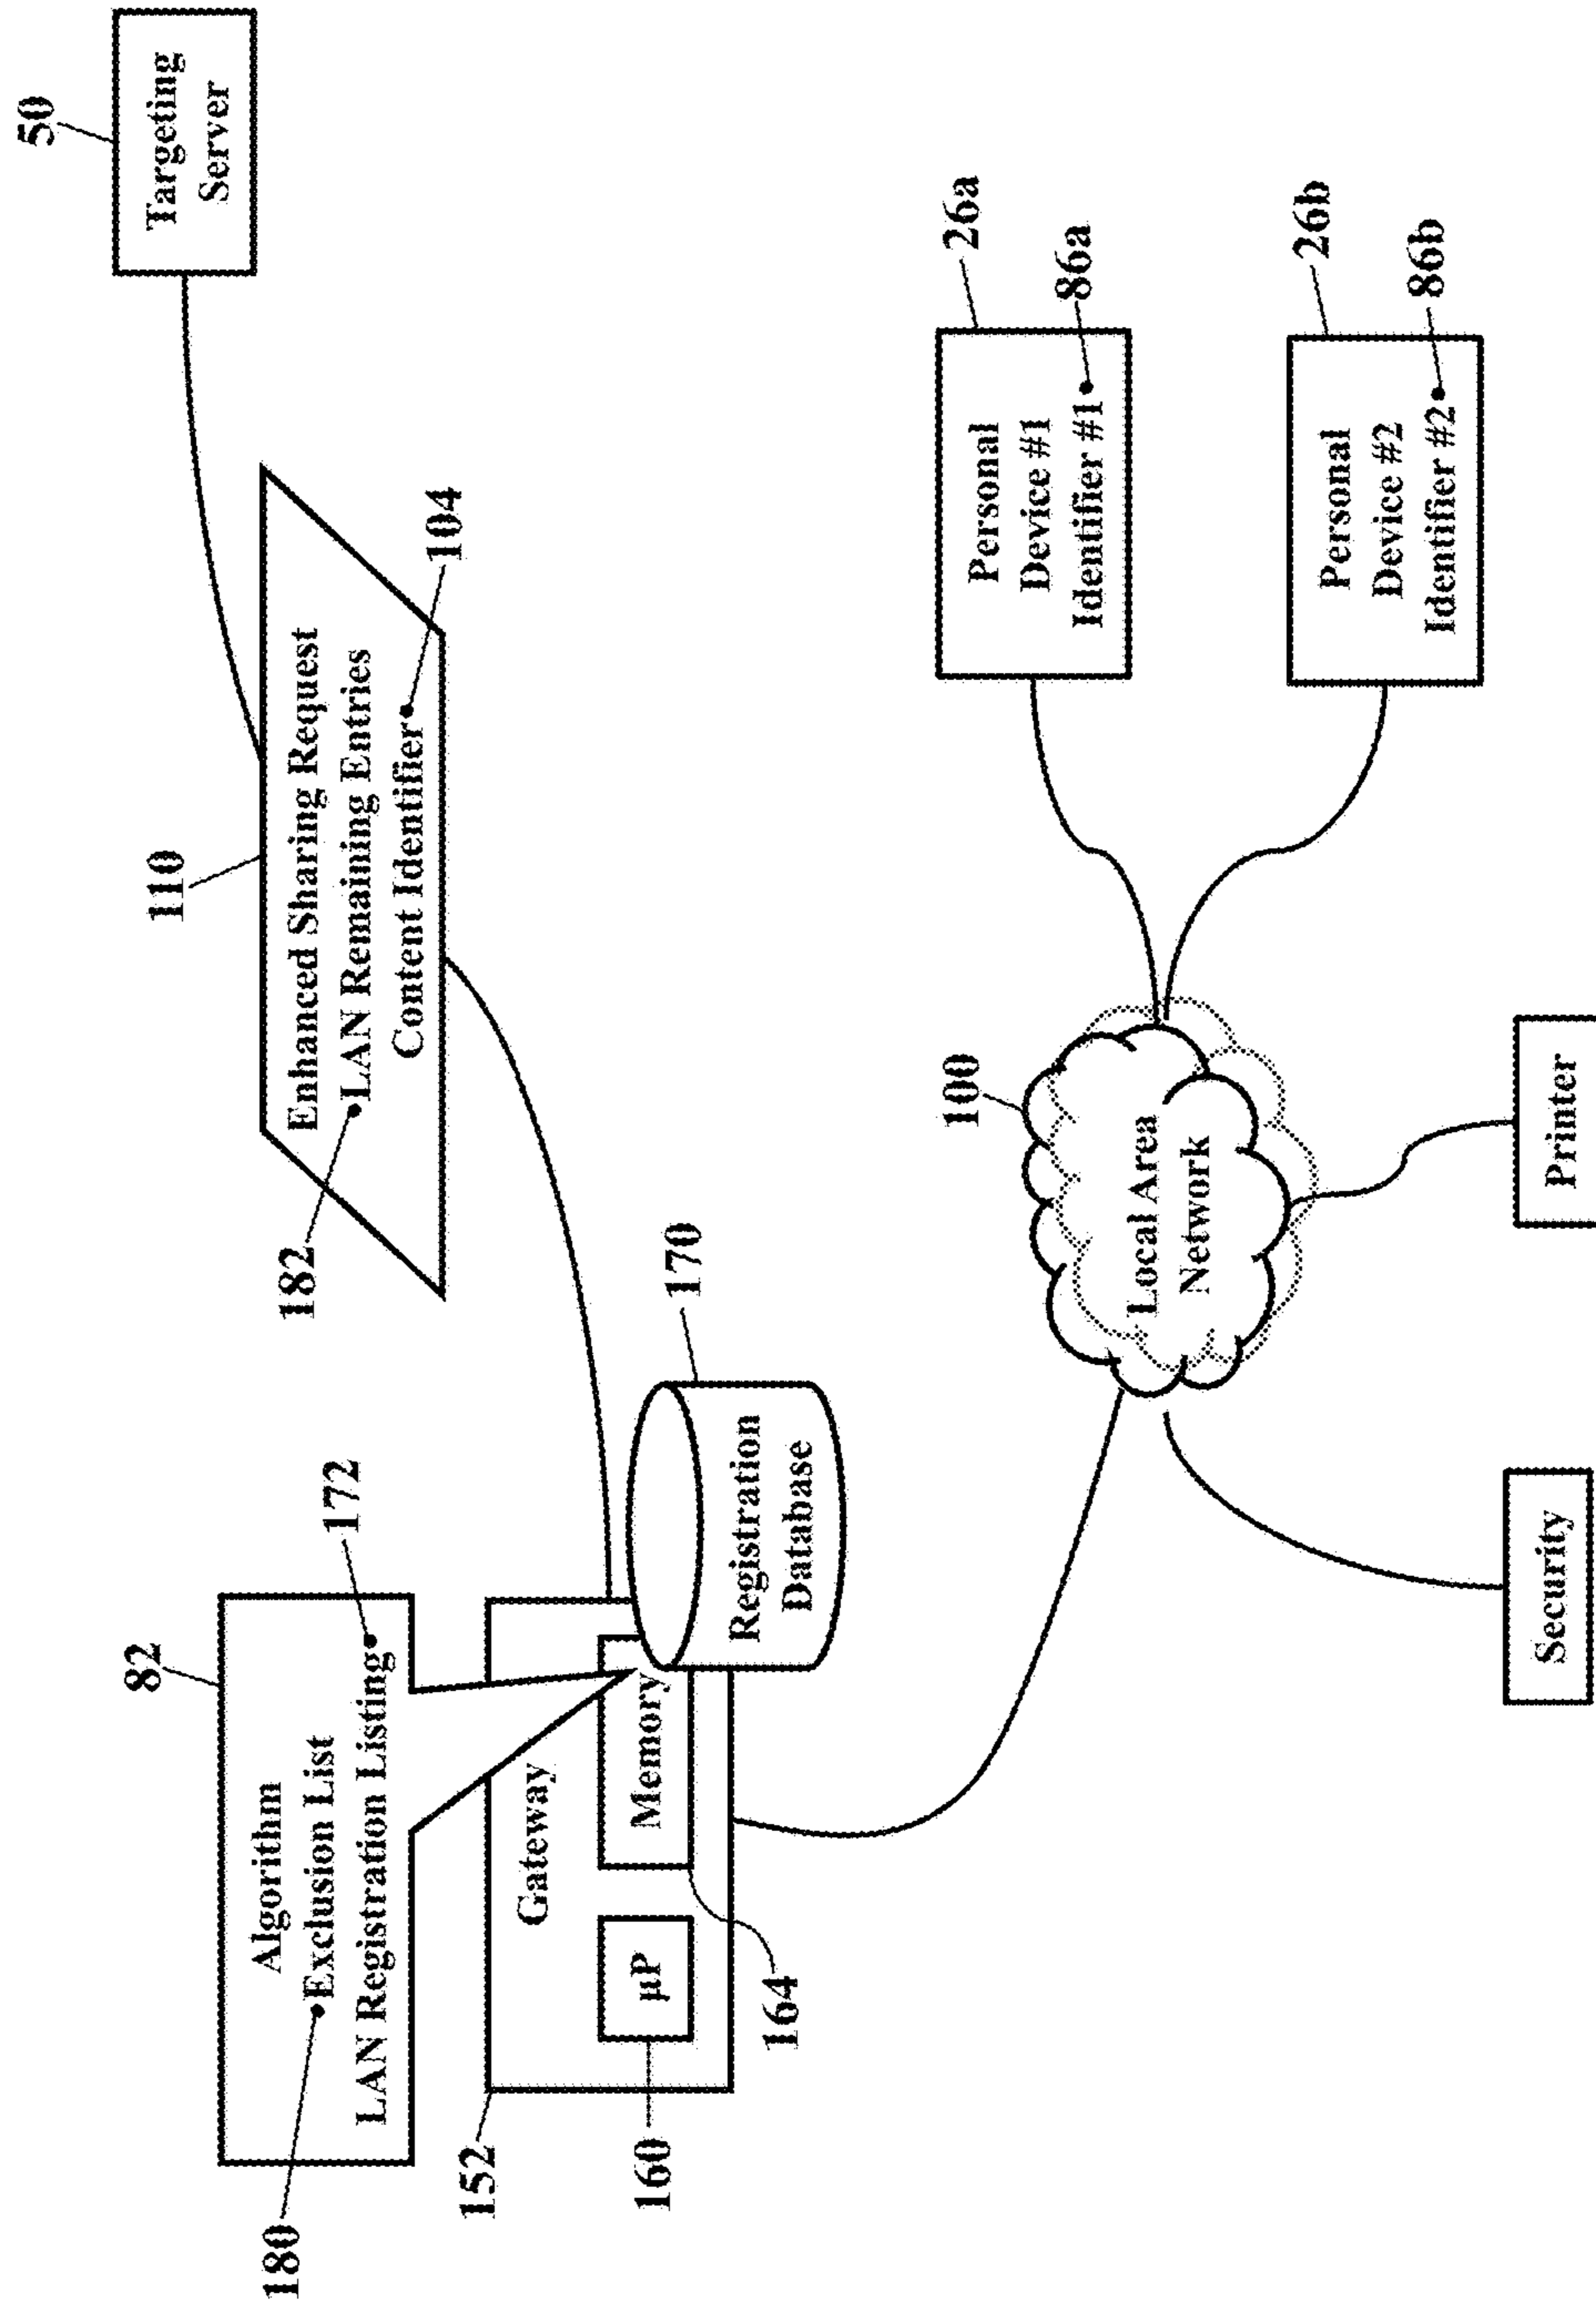 82
Algorithm
180
Exclusion List
172
LAN Registration Listing
152
Gateway
160
µP
164
Memory
170
Registration
Database
110
Enhanced Sharing Request
182
LAN Remaining Entries
104
Content Identifier
50
Targeting
Server
100
Local Area
Network
26a
Personal
Device #1
Identifier #1
86a
26b
Personal
Device #2
Identifier #2
86b
Security
Printer